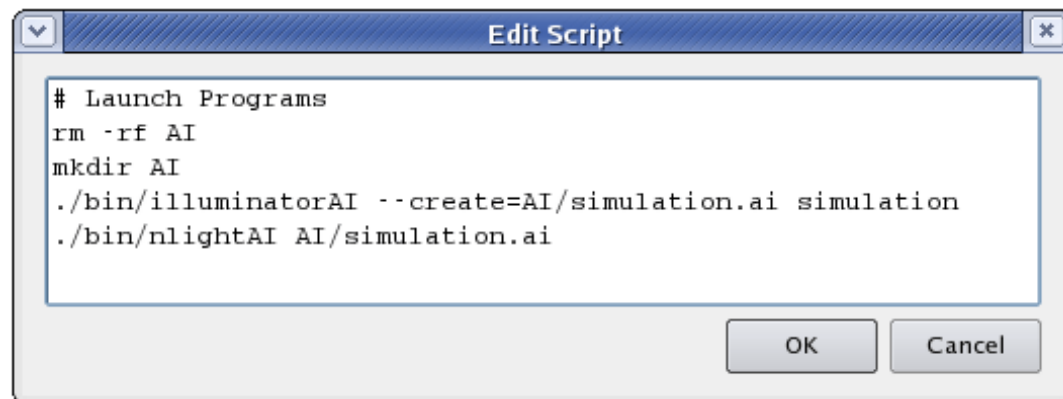 Edit Script
# Launch Programs
rm -rf AI
mkdir AI
./bin/illuminatorAI --create=AI/simulation.ai simulation
./bin/nlightAI AI/simulation.ai
OK
Cancel